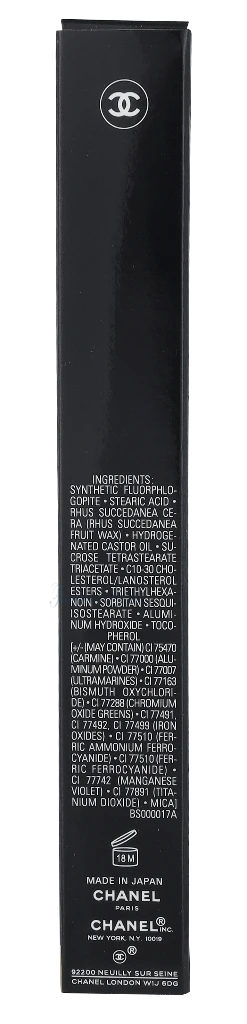 INGREDIENTS:
SYNTHETIC FLUORPHLO-
GOPITE • STEARIC ACID •
RHUS SUCCEDANEA CE-
RA (RHUS SUCCEDANEA
FRUIT WAX) • HYDROGE-
NATED CASTOR OIL • SU-
CROSE TETRASTEARATE
TRIACETATE • C10-30 CHO-
LESTEROL/LANOSTEROL
ESTERS • TRIETHYLHEXA-
NOIN • SORBITAN SESQUI-
ISOSTEARATE • ALUMI-
NUM HYDROXIDE • TOCO-
PHEROL
[+/-(MAY CONTAIN) CI 75470
(CARMINE) • CI 77000 (ALU-
MINUM POWDER) • CI 77007
(ULTRAMARINES) • CI 77163
(BISMUTH OXYCHLORI-
DE) • CI 77288 (CHROMIUM
OXIDE GREENS) • CI 77491,
CI 77492, CI 77499 (IRON
OXIDES) • CI 77510 (FER-
RIC AMMONIUM FERRO-
CYANIDE) • CI 77510 (FER-
RIC FERROCYANIDE) •
CI 77742 (MANGANESE
VIOLET) • CI 77891 (TITA-
NIUM DIOXIDE) • MICA]
BS000017A
18 M
MADE IN JAPAN
CHANEL
PARIS
CHANEL® INC.
NEW YORK, N.Y. 10019
®
92200 NEUILLY SUR SEINE
CHANEL LONDON W1J 6DG